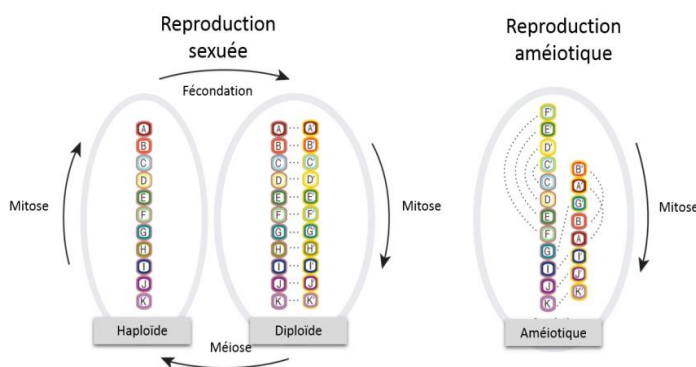 Reproduction
sexuée
Fécondation
Mitose
A
B
C
D
E
F
G
H
I
J
K
Haploïde
A A'
B B'
C C'
D D'
E E'
F F'
G G'
H H'
I I'
J J'
K K'
Diploïde
Mitose
Méiose
Reproduction
améiotique
F'
E'
D'
C'
C
D
E
F
G
I
J
K
B'
A'
G'
B
A
I'
J'
K'
Mitose
Améiotique